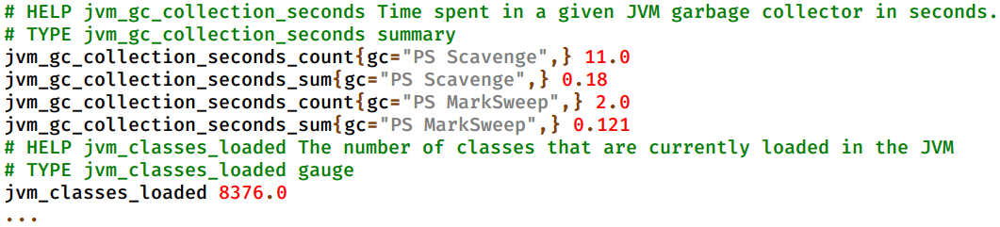 # HELP jvm_gc_collection_seconds Time spent in a given JVM garbage collector in seconds.
# TYPE jvm_gc_collection_seconds summary
jvm_gc_collection_seconds_count{gc="PS Scavenge",} 11.0
jvm_gc_collection_seconds_sum{gc="PS Scavenge",} 0.18
jvm_gc_collection_seconds_count{gc="PS MarkSweep",} 2.0
jvm_gc_collection_seconds_sum{gc="PS MarkSweep",} 0.121
# HELP jvm_classes_loaded The number of classes that are currently loaded in the JVM
# TYPE jvm_classes_loaded gauge
jvm_classes_loaded 8376.0
...